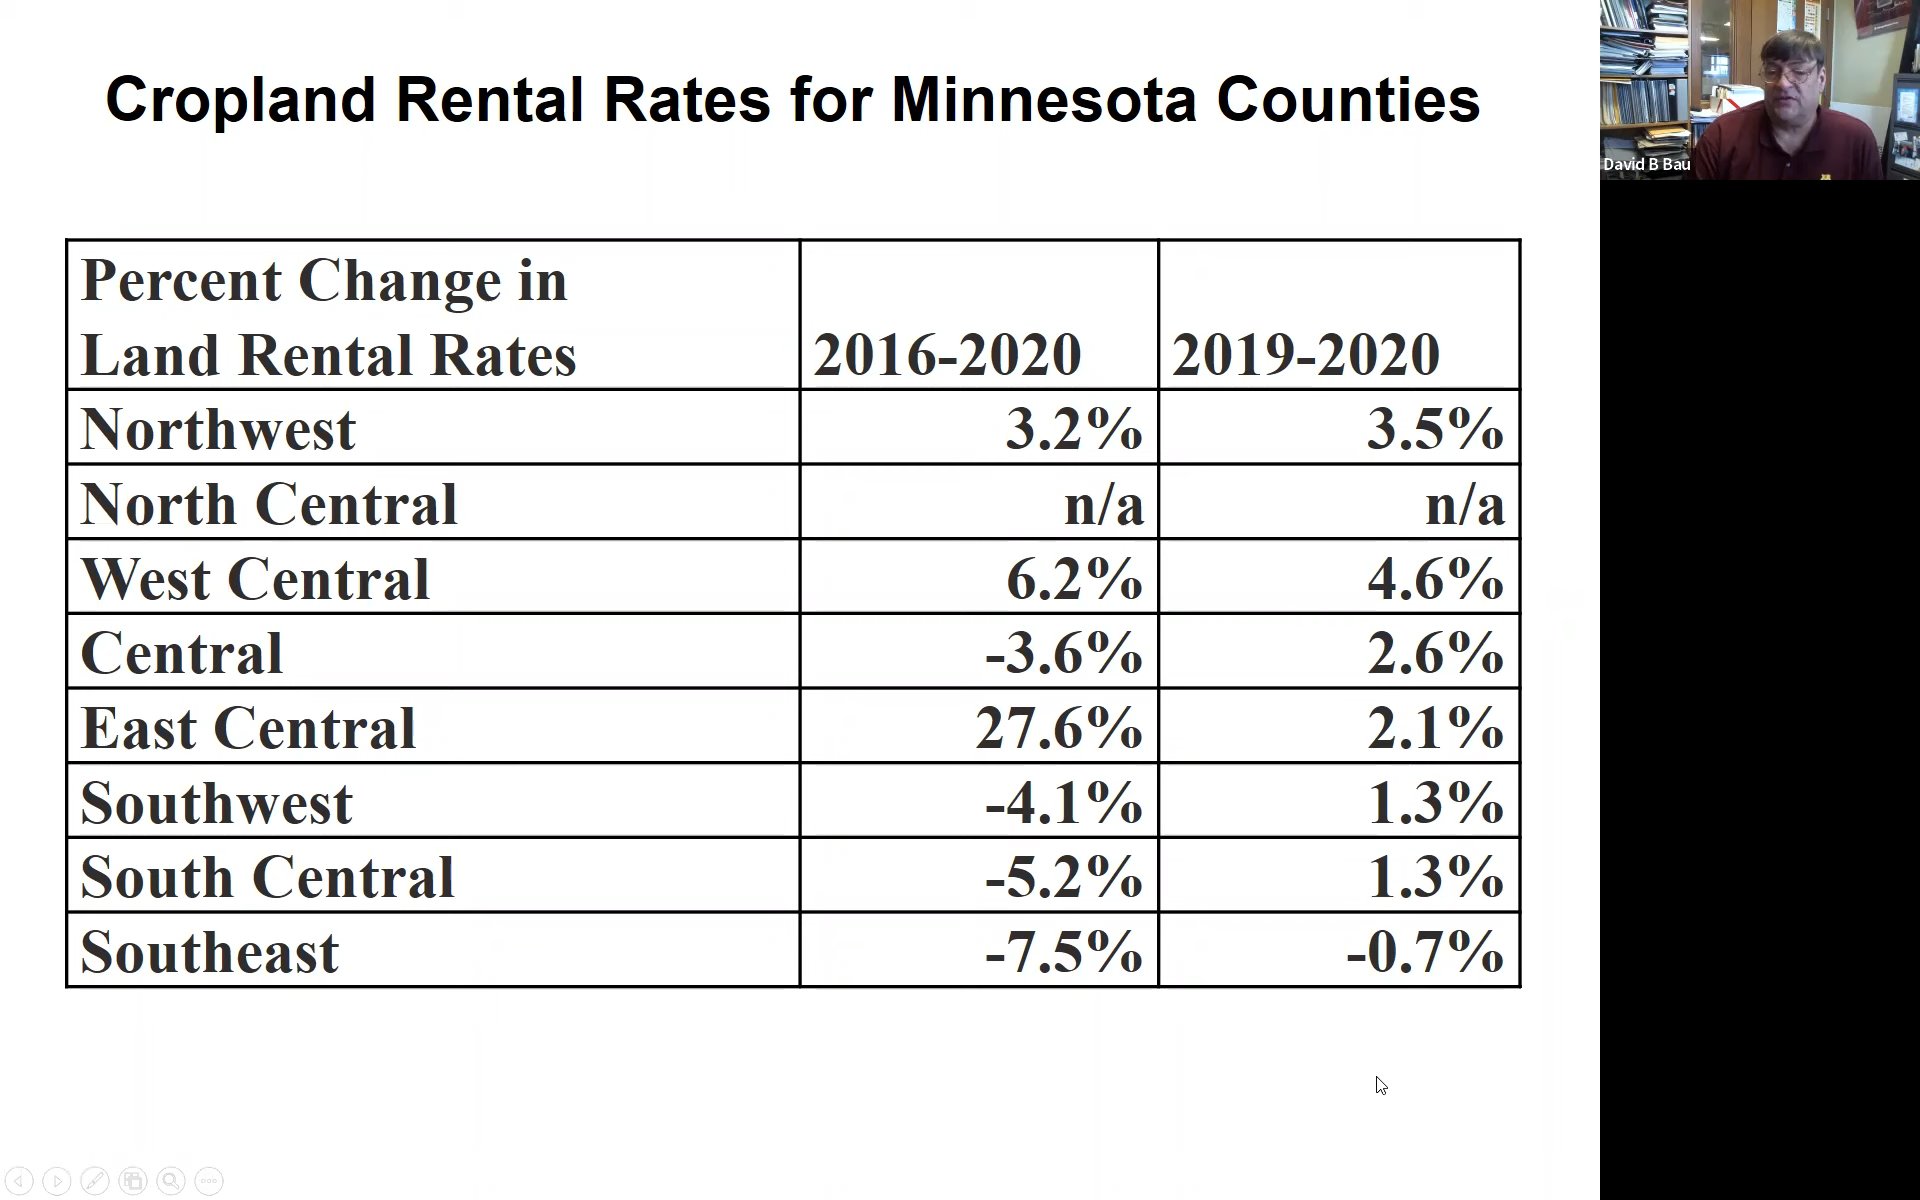 Cropland Rental Rates for Minnesota Counties
David B Bau
Percent Change in
Land Rental Rates 2016-2020 2019-2020
Northwest 3.2% 3.5%
North Central n/a n/a
West Central 6.2% 4.6%
Central -3.6% 2.6%
East Central 27.6% 2.1%
Southwest -4.1% 1.3%
South Central -5.2% 1.3%
Southeast -7.5% -0.7%